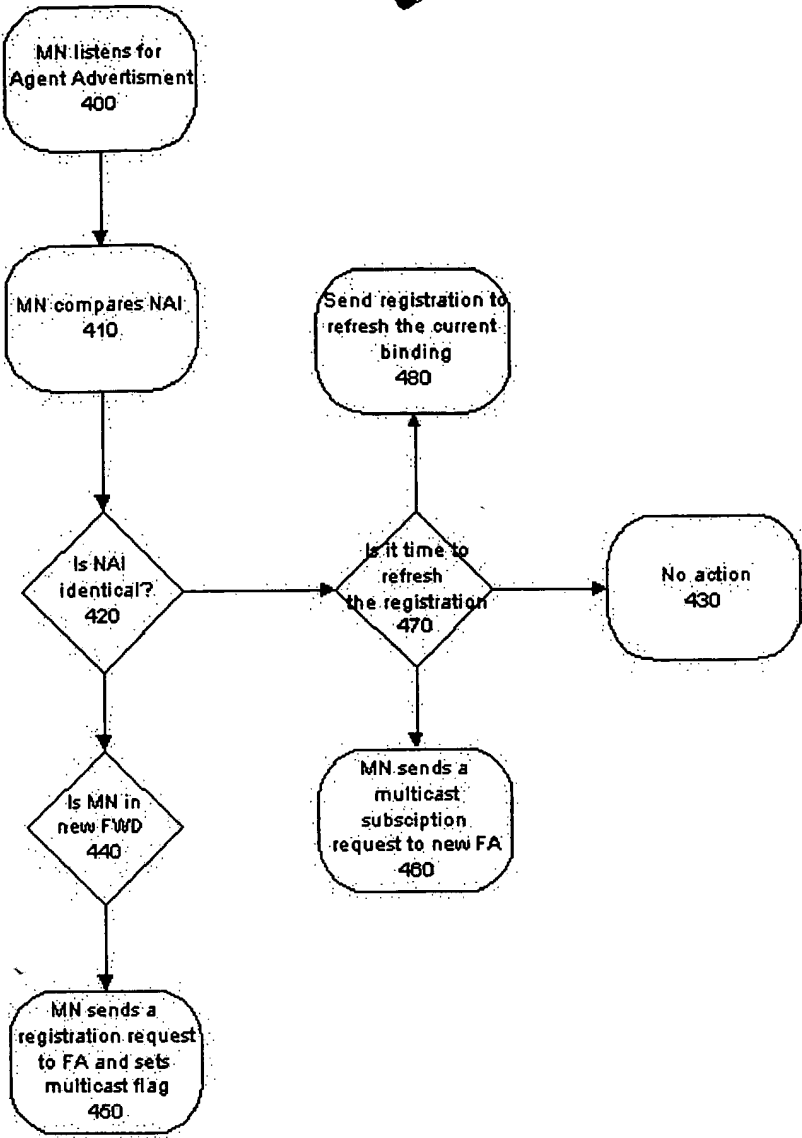 MN listens for
Agent Advertisment
400
MN compares NAI
410
Send registration to
refresh the current
binding
480
Is NAI
identical?
420
Is it time to
refresh
the registration
470
No action
430
Is MN in
new FWD
440
MN sends a
multicast
subsciption
request to new FA
460
MN sends a
registration request
to FA and sets
multicast flag
450